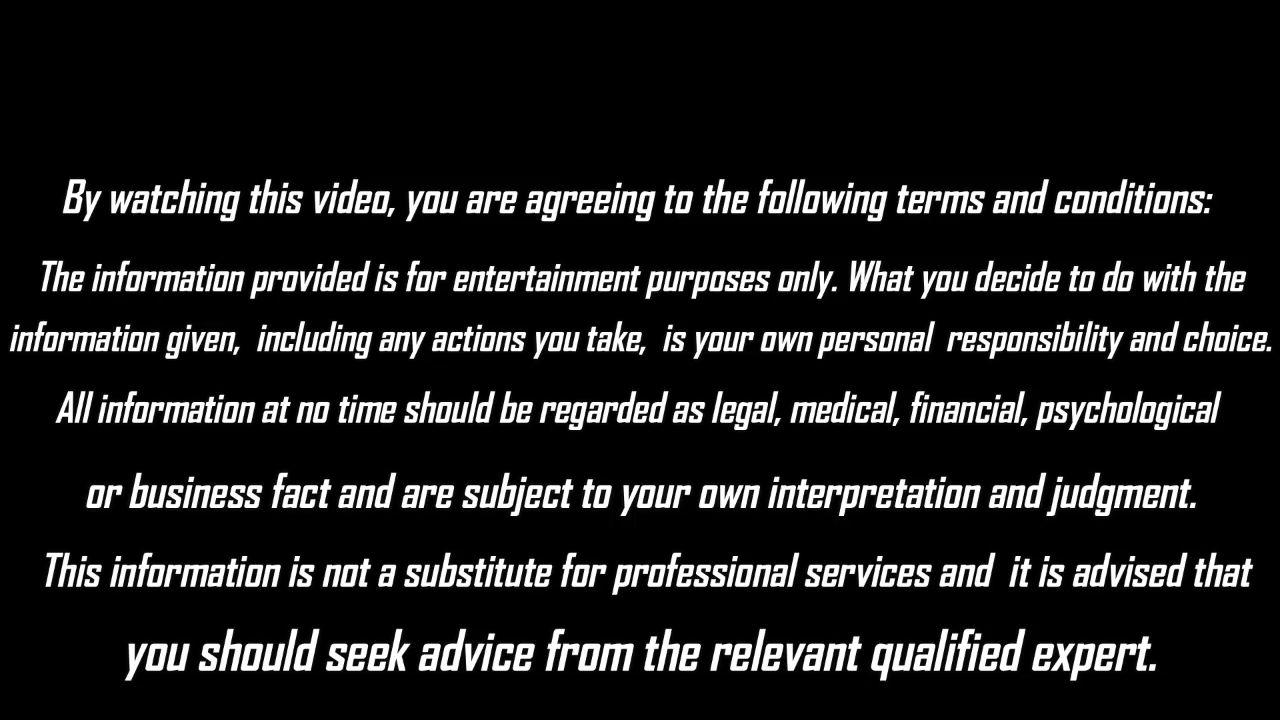 By watching this video, you are agreeing to the following terms and conditions:
The information provided is for entertainment purposes only. What you decide to do with the
information given, including any actions you take, is your own personal responsibility and choice.
All information at no time should be regarded as legal, medical, financial, psychological
or business fact and are subject to your own interpretation and judgment.
This information is not a substitute for professional services and it is advised that
you should seek advice from the relevant qualified expert.